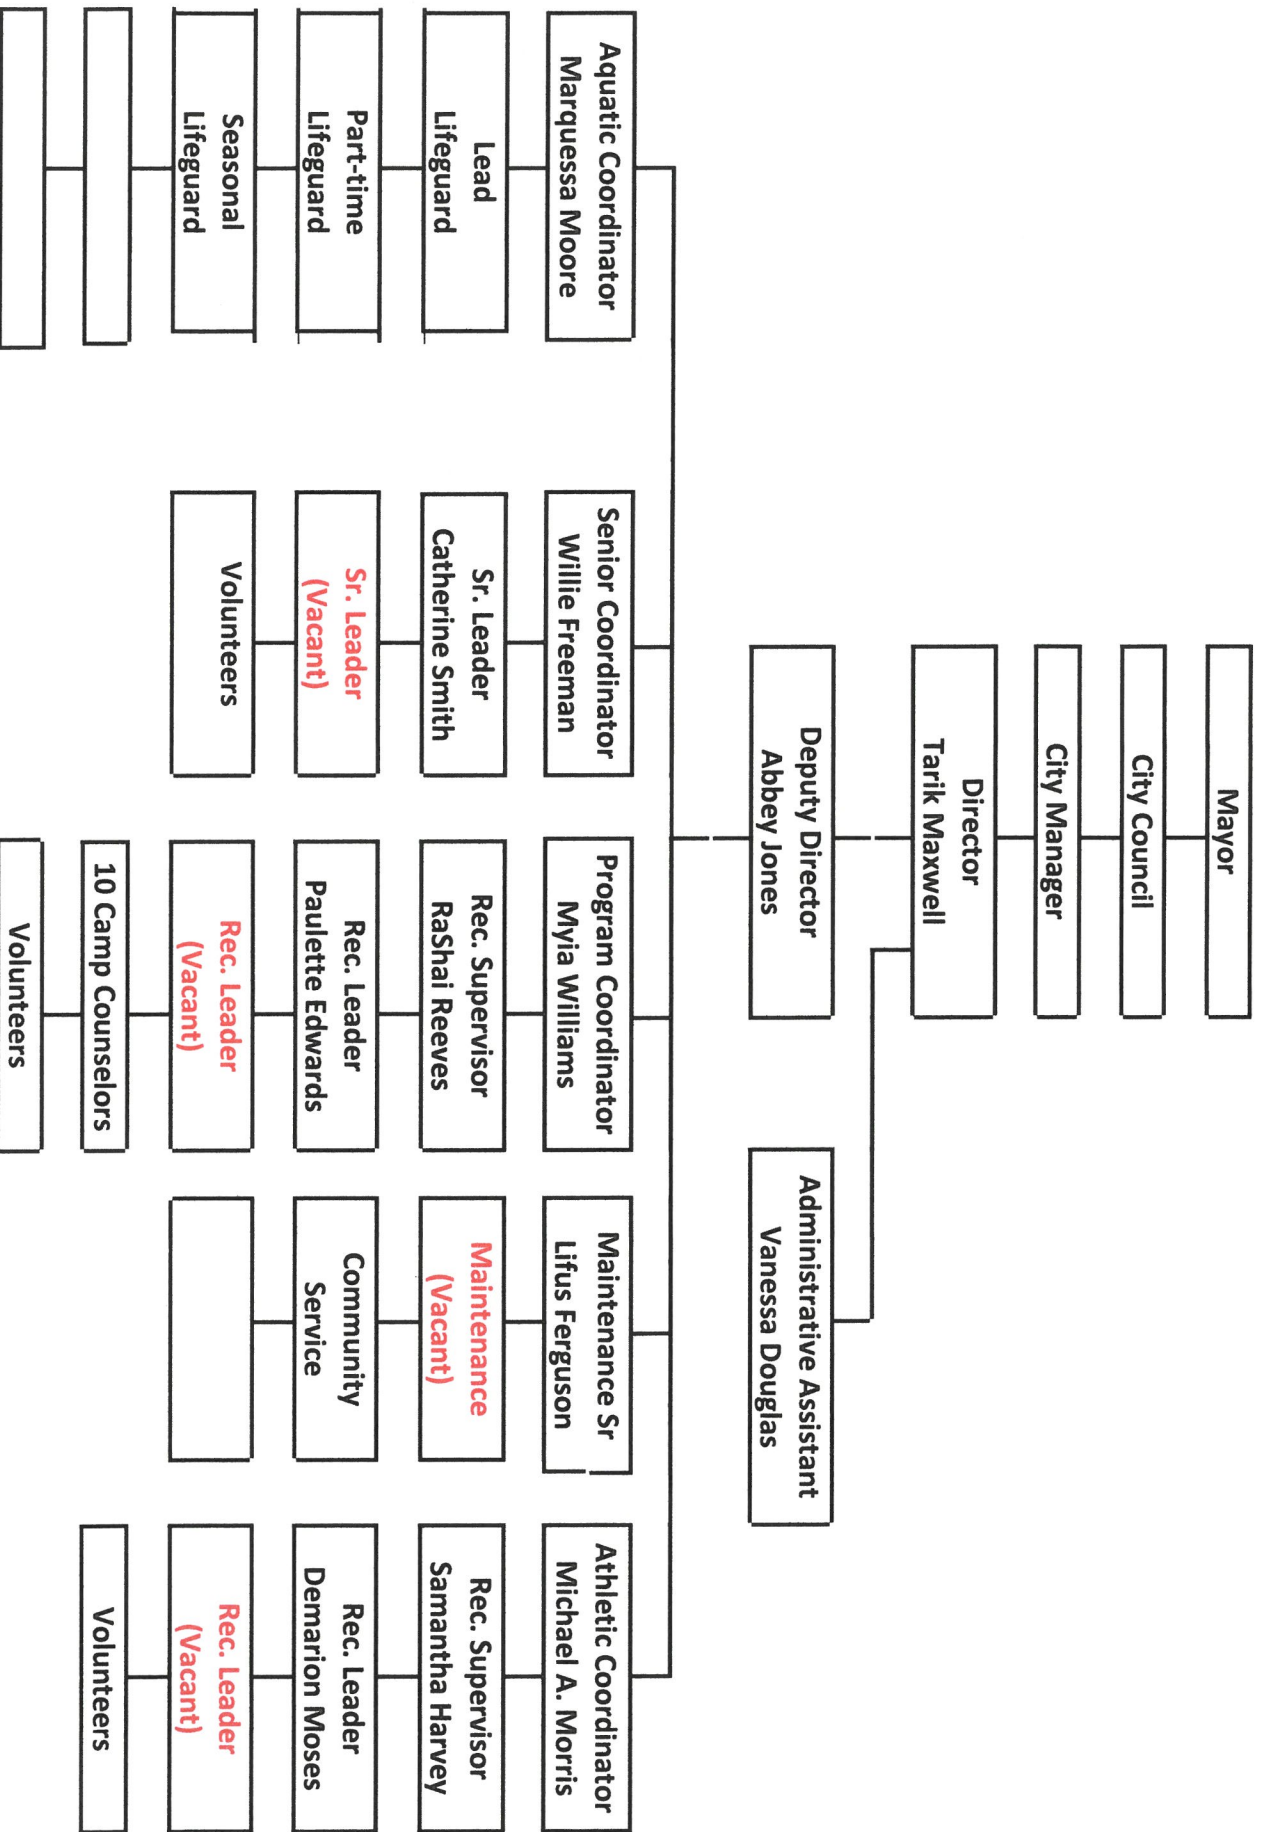 Mayor
City Council
City Manager
Director
Tarik Maxwell
Deputy Director
Abbey Jones
Administrative Assistant
Vanessa Douglas
Aquatic Coordinator
Marquessa Moore
Lead
Lifeguard
Part-time
Lifeguard
Seasonal
Lifeguard
Senior Coordinator
Willie Freeman
Sr. Leader
Catherine Smith
Sr. Leader
(Vacant)
Volunteers
Program Coordinator
Myia Williams
Rec. Supervisor
RaShai Reeves
Rec. Leader
Paulette Edwards
Rec. Leader
(Vacant)
10 Camp Counselors
Volunteers
Maintenance Sr
Lifus Ferguson
Maintenance
(Vacant)
Community
Service
Athletic Coordinator
Michael A. Morris
Rec. Supervisor
Samantha Harvey
Rec. Leader
Demarion Moses
Rec. Leader
(Vacant)
Volunteers